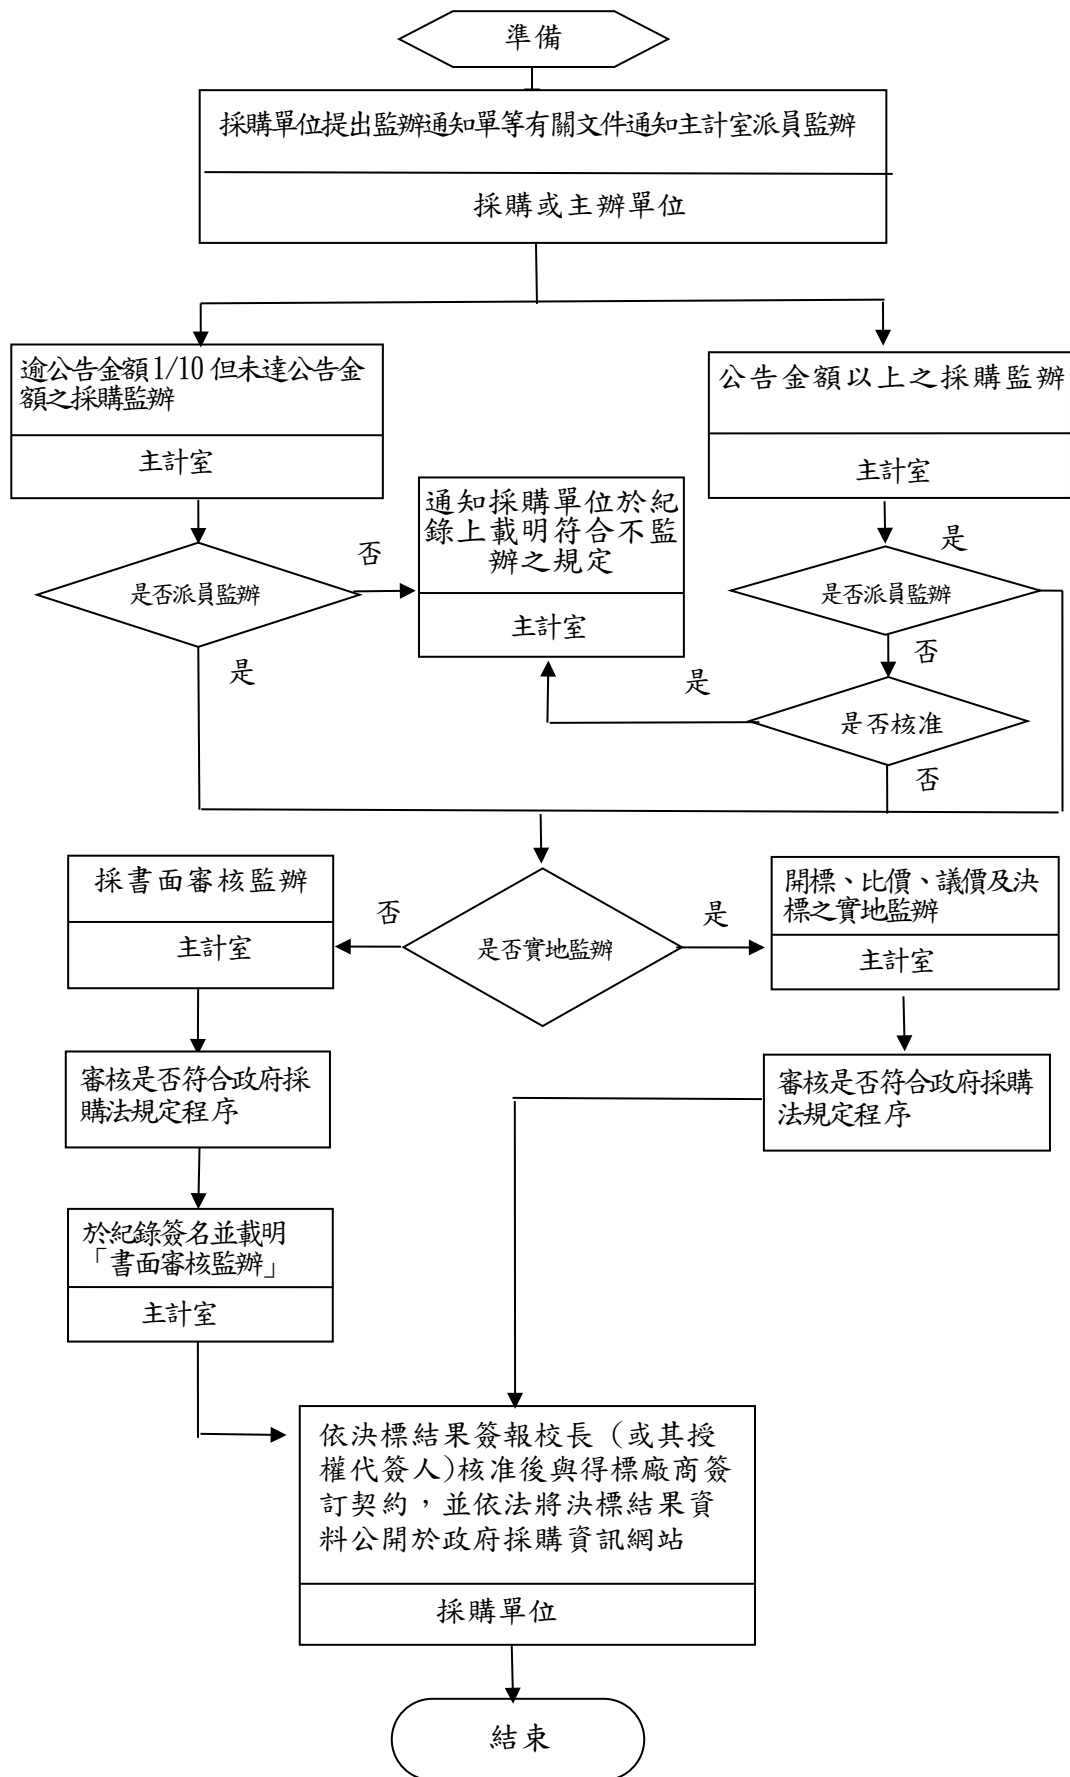 準備
採購單位提出監辦通知單等有關文件通知主計室派員監辦
採購或主辦單位
逾公告金額1/10但未達公告金
額之採購監辦
主計室
公告金額以上之採購監辦
主計室
通知採購單位於紀
錄上載明符合不監
辦之規定
主計室
是否派員監辦
否
是
是否派員監辦
是
否
是否核准
是
否
是否實地監辦
否
是
採書面審核監辦
主計室
開標、比價、議價及決
標之實地監辦
主計室
審核是否符合政府採
購法規定程序
審核是否符合政府採購
法規定程序
於紀錄簽名並載明
「書面審核監辦」
主計室
依決標結果簽報校長（或其授
權代簽人)核准後與得標廠商簽
訂契約，並依法將決標結果資
料公開於政府採購資訊網站
採購單位
結束